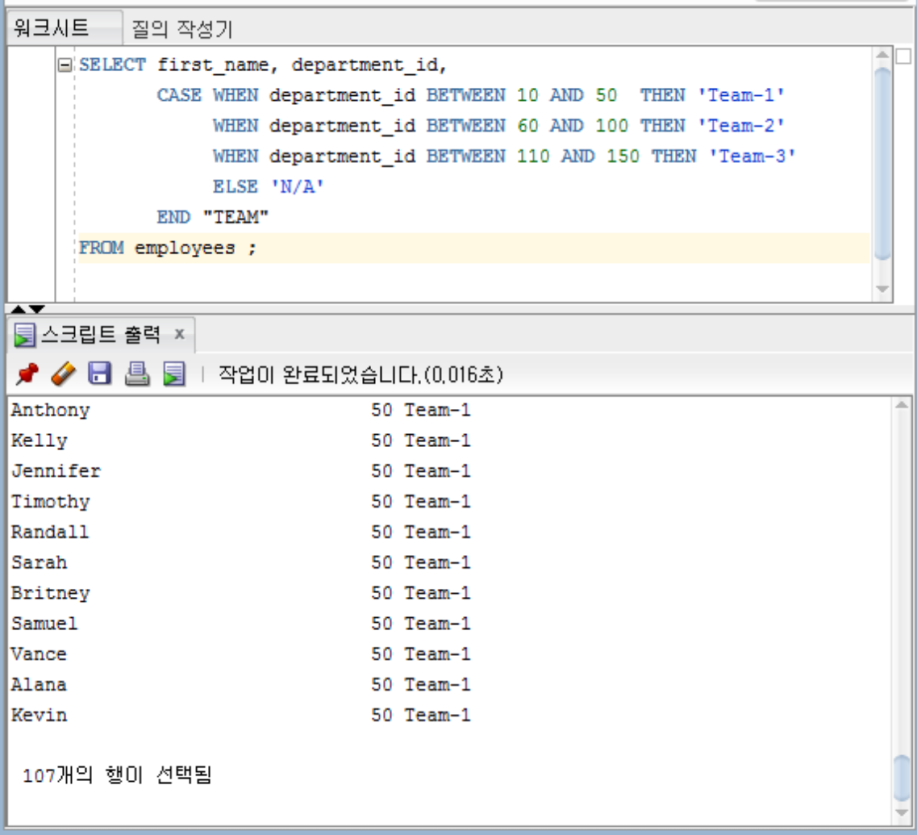 워크시트 질의 작성기
SELECT first_name, department_id,
CASE WHEN department_id BETWEEN 10 AND 50  THEN 'Team-1'
WHEN department_id BETWEEN 60 AND 100 THEN 'Team-2'
WHEN department_id BETWEEN 110 AND 150 THEN 'Team-3'
ELSE 'N/A'
END "TEAM"
FROM employees ;
스크립트 출력 x
작업이 완료되었습니다.(0.016초)
Anthony 50 Team-1
Kelly 50 Team-1
Jennifer 50 Team-1
Timothy 50 Team-1
Randall 50 Team-1
Sarah 50 Team-1
Britney 50 Team-1
Samuel 50 Team-1
Vance 50 Team-1
Alana 50 Team-1
Kevin 50 Team-1
107개의 행이 선택됨